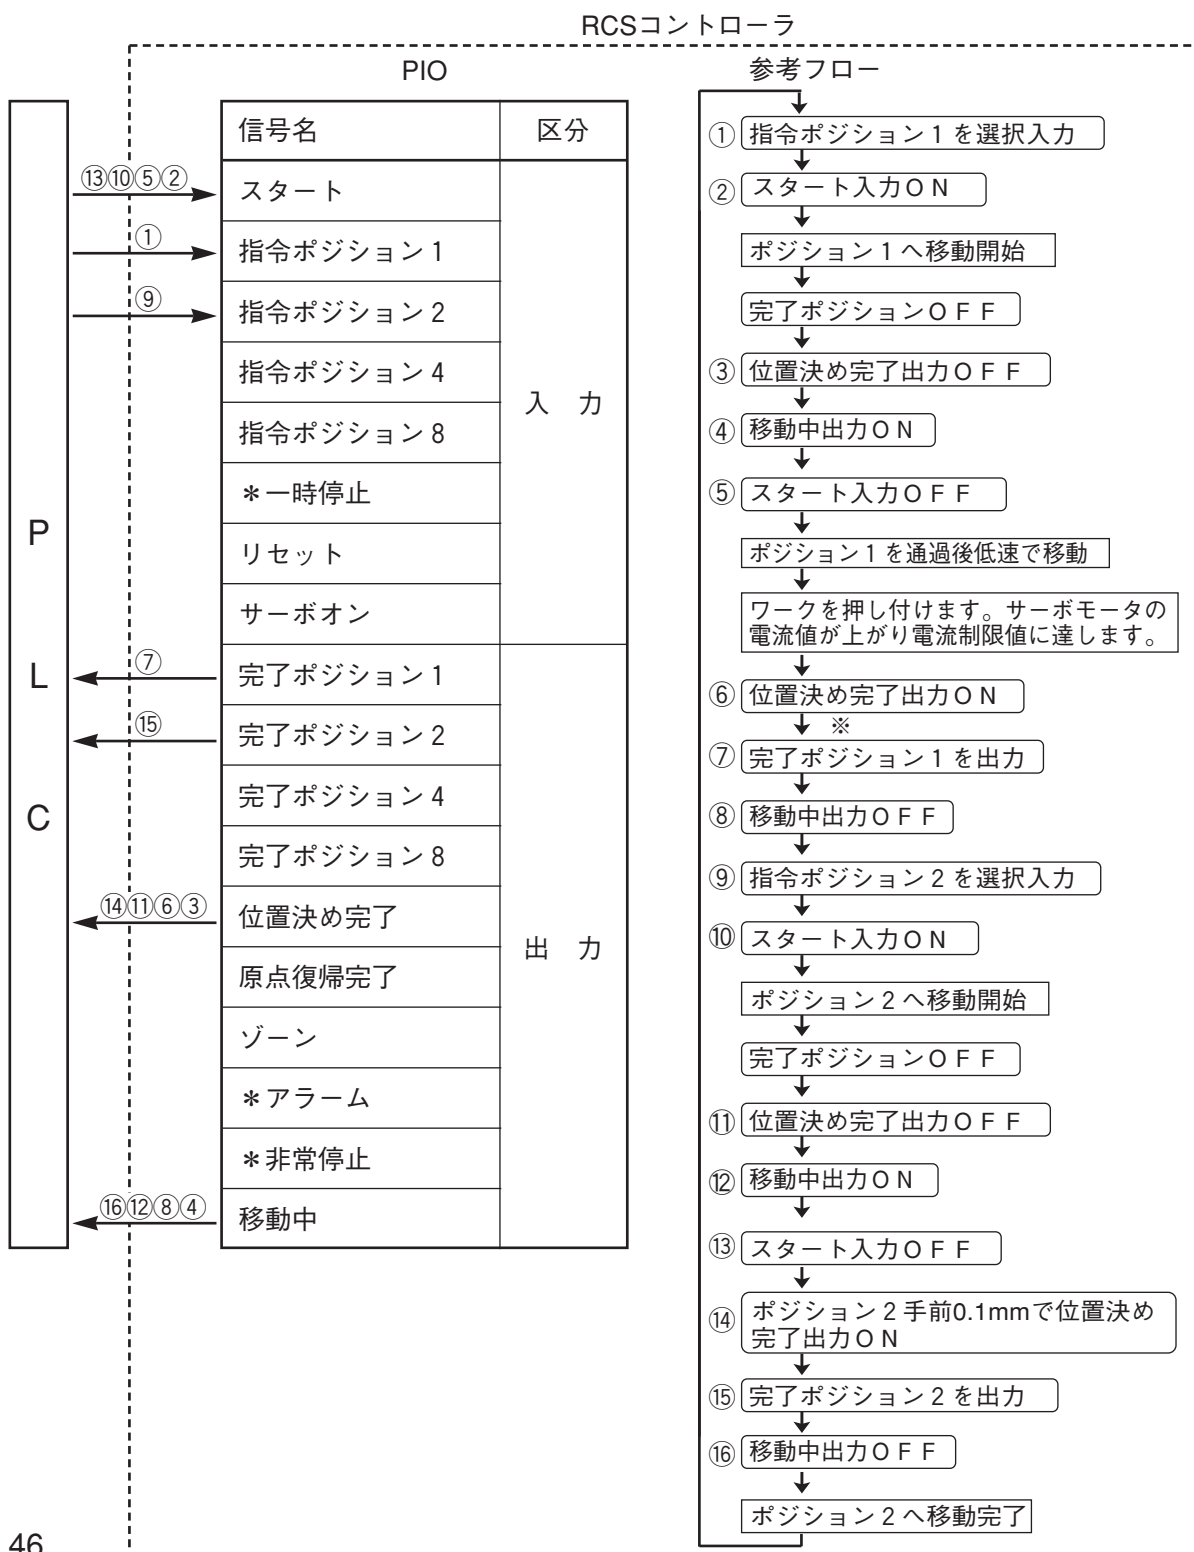 RCSコントローラ
PIO
参考フロー
信号名
区分
⑬⑩⑤②
スタート
①
指令ポジション1
⑨
指令ポジション2
指令ポジション4
指令ポジション8
入 力
＊一時停止
リセット
サーボオン
P
L
C
⑦
完了ポジション1
⑮
完了ポジション2
完了ポジション4
完了ポジション8
⑭⑪⑥③
位置決め完了
原点復帰完了
出 力
ゾーン
＊アラーム
＊非常停止
⑯⑫⑧④
移動中
① 指令ポジション1を選択入力
② スタート入力ON
ポジション1へ移動開始
完了ポジションOFF
③ 位置決め完了出力OFF
④ 移動中出力ON
⑤ スタート入力OFF
ポジション1を通過後低速で移動
ワークを押し付けます。サーボモータの
電流値が上がり電流制限値に達します。
⑥ 位置決め完了出力ON
※
⑦ 完了ポジション1を出力
⑧ 移動中出力OFF
⑨ 指令ポジション2を選択入力
⑩ スタート入力ON
ポジション2へ移動開始
完了ポジションOFF
⑪ 位置決め完了出力OFF
⑫ 移動中出力ON
⑬ スタート入力OFF
⑭ ポジション2手前0.1mmで位置決め
完了出力ON
⑮ 完了ポジション2を出力
⑯ 移動中出力OFF
ポジション2へ移動完了
46